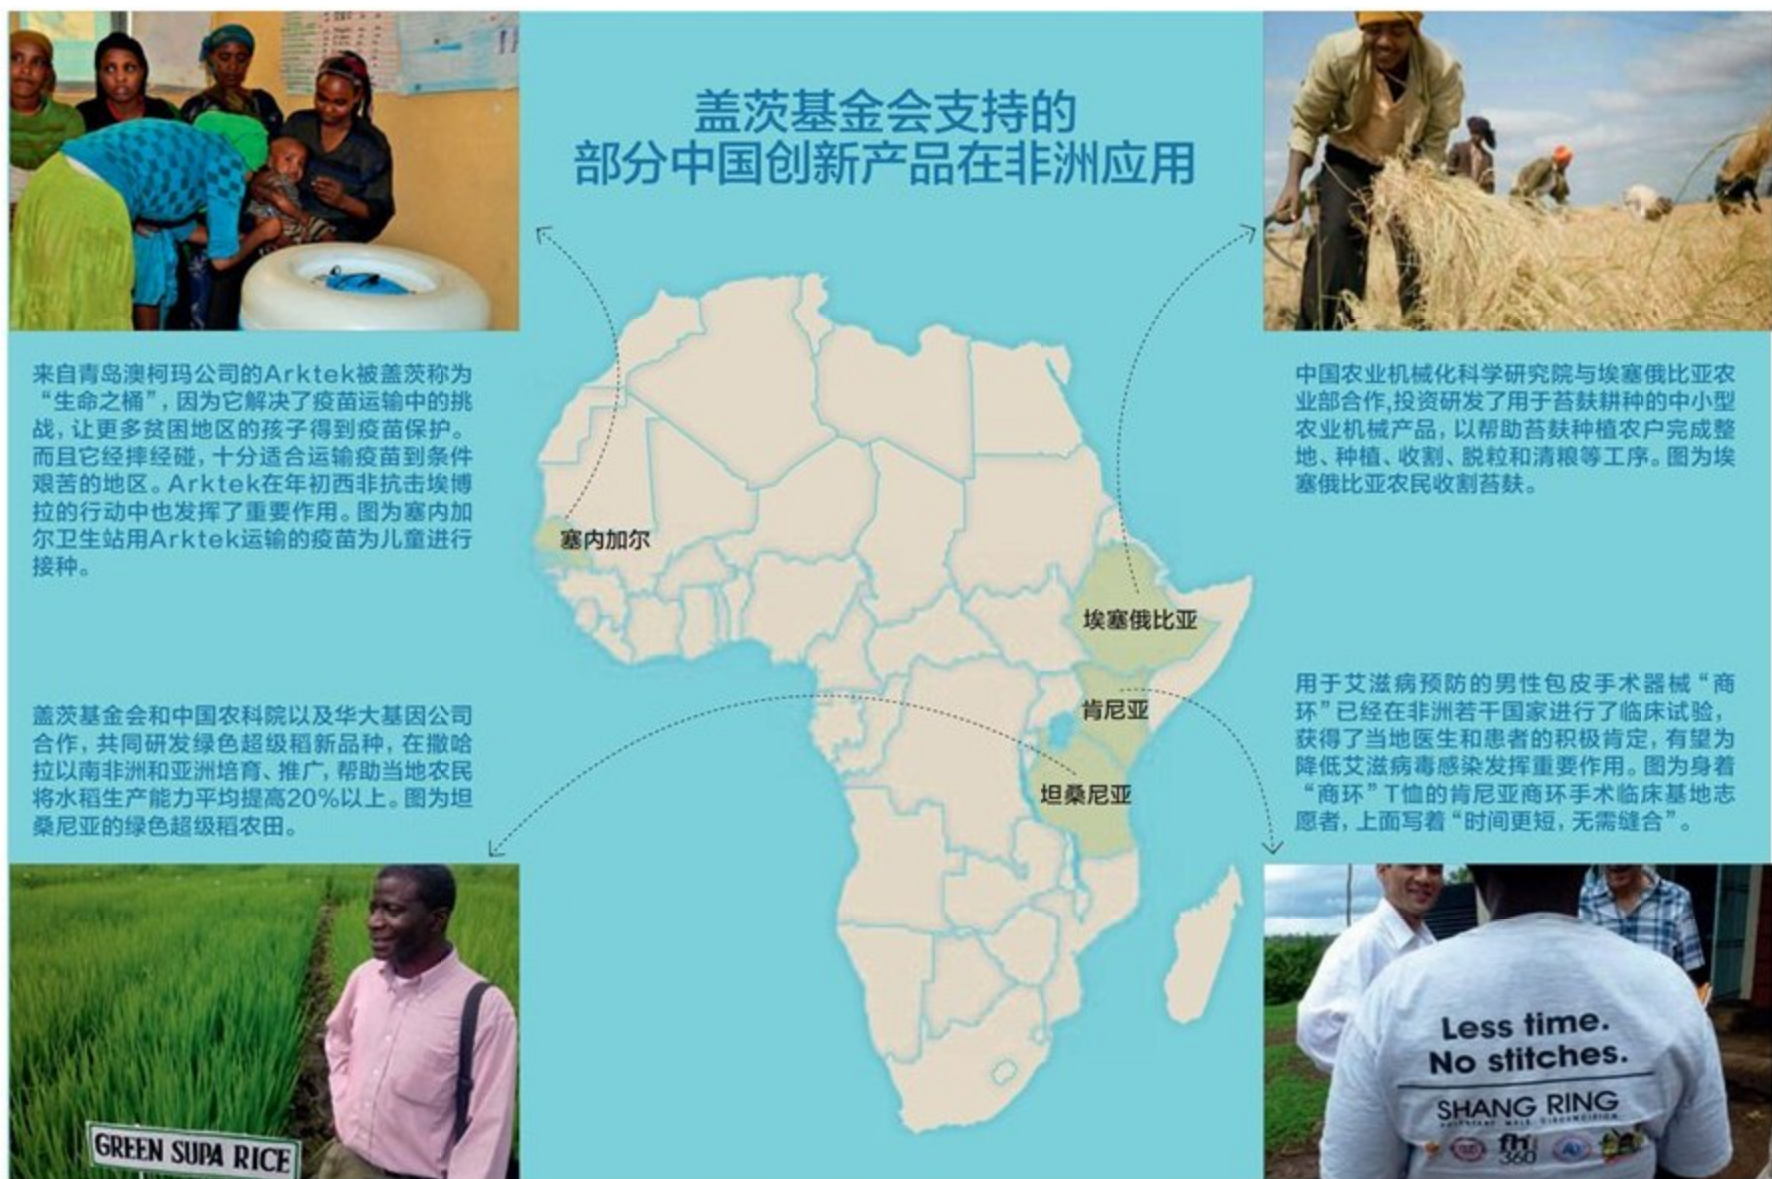 盖茨基金会支持的
部分中国创新产品在非洲应用
来自青岛澳柯玛公司的Arktek被盖茨称为
“生命之桶”，因为它解决了疫苗运输中的挑
战，让更多贫困地区的孩子得到疫苗保护。
而且它经摔经碰，十分适合运输疫苗到条件
艰苦的地区。Arktek在年初西非抗击埃博
拉的行动中也发挥了重要作用。图为塞内加
尔卫生站用Arktek运输的疫苗为儿童进行
接种。
中国农业机械化科学研究院与埃塞俄比亚农
业部合作,投资研发了用于苔麸耕种的中小型
农业机械产品，以帮助苔麸种植农户完成整
地、种植、收割、脱粒和清粮等工序。图为埃
塞俄比亚农民收割苔麸。
塞内加尔
埃塞俄比亚
肯尼亚
坦桑尼亚
盖茨基金会和中国农科院以及华大基因公司
合作，共同研发绿色超级稻新品种，在撒哈
拉以南非洲和亚洲培育、推广，帮助当地农民
将水稻生产能力平均提高20%以上。图为坦
桑尼亚的绿色超级稻农田。
用于艾滋病预防的男性包皮手术器械“商
环”已经在非洲若干国家进行了临床试验，
获得了当地医生和患者的积极肯定，有望为
降低艾滋病毒感染发挥重要作用。图为身着
“商环”T恤的肯尼亚商环手术临床基地志
愿者，上面写着“时间更短，无需缝合”。
GREEN SUPA RICE
Less time.
No stitches.
SHANG RING
VOLUNTARY MALE CIRCUMCISION
fhi
360